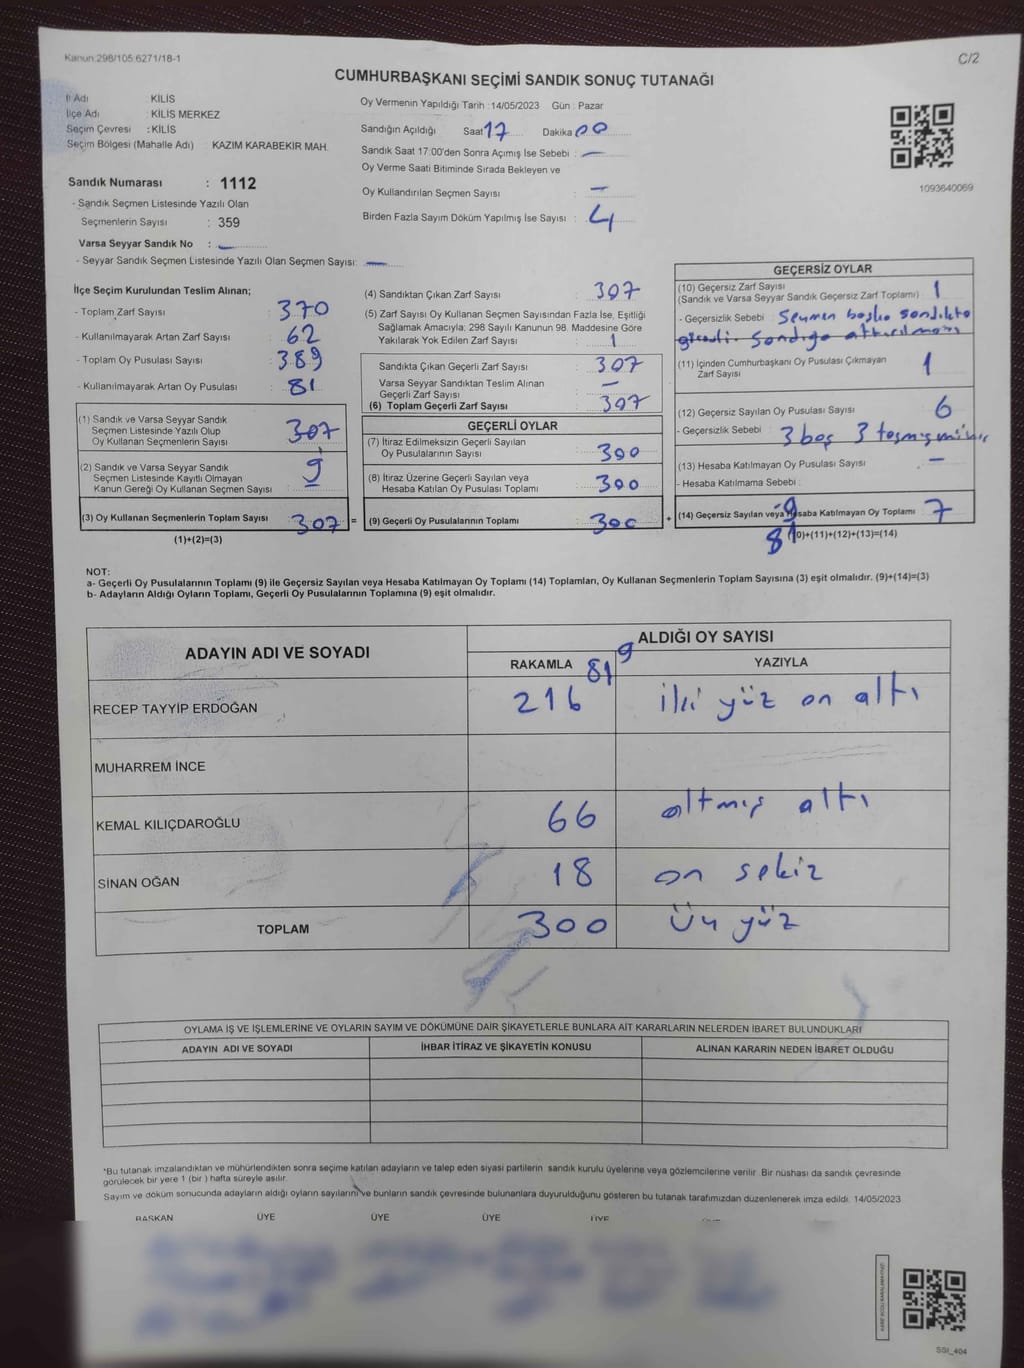 Kanun:298/105:6271/18-1
C/2
CUMHURBAŞKANI SEÇİMİ SANDIK SONUÇ TUTANAĞI
İl Adı : KİLİS
İlçe Adı : KİLİS MERKEZ
Seçim Çevresi : KİLİS
Seçim Bölgesi (Mahalle Adı) KAZIM KARABEKİR MAH.
Sandık Numarası : 1112
- Sandık Seçmen Listesinde Yazılı Olan
Seçmenlerin Sayısı : 359
Varsa Seyyar Sandık No : -
- Seyyar Sandık Seçmen Listesinde Yazılı Olan Seçmen Sayısı: -
Oy Vermenin Yapıldığı Tarih : 14/05/2023 Gün : Pazar
Sandığın Açıldığı Saat 17 Dakika 00
Sandık Saat 17:00'den Sonra Açımış İse Sebebi : -
Oy Verme Saati Bitiminde Sırada Bekleyen ve
Oy Kullandırılan Seçmen Sayısı : -
Birden Fazla Sayım Döküm Yapılmış İse Sayısı : 4
1093640069
İlçe Seçim Kurulundan Teslim Alınan;
- Toplam Zarf Sayısı : 370
- Kullanılmayarak Artan Zarf Sayısı : 62
- Toplam Oy Pusulası Sayısı : 389
- Kullanılmayarak Artan Oy Pusulası : 81
(1) Sandık ve Varsa Seyyar Sandık
Seçmen Listesinde Yazılı Olup
Oy Kullanan Seçmenlerin Sayısı : 307
(2) Sandık ve Varsa Seyyar Sandık
Seçmen Listesinde Kayıtlı Olmayan
Kanun Gereği Oy Kullanan Seçmen Sayısı :
(3) Oy Kullanan Seçmenlerin Toplam Sayısı : 307 =
(1)+(2)=(3)
(4) Sandıktan Çıkan Zarf Sayısı : 307
(5) Zarf Sayısı Oy Kullanan Seçmen Sayısından Fazla İse, Eşitliği
Sağlamak Amacıyla; 298 Sayılı Kanunun 98. Maddesine Göre
Yakılarak Yok Edilen Zarf Sayısı : 1
Sandıkta Çıkan Geçerli Zarf Sayısı : 307
Varsa Seyyar Sandıktan Teslim Alınan
Geçerli Zarf Sayısı : -
(6) Toplam Geçerli Zarf Sayısı : 307
GEÇERLİ OYLAR
(7) İtiraz Edilmeksizin Geçerli Sayılan
Oy Pusulalarının Sayısı : 300
(8) İtiraz Üzerine Geçerli Sayılan veya
Hesaba Katılan Oy Pusulası Toplamı : 300
(9) Geçerli Oy Pusulalarının Toplamı : 300 +
GEÇERSİZ OYLAR
(10) Geçersiz Zarf Sayısı : 1
(Sandık ve Varsa Seyyar Sandık Geçersiz Zarf Toplamı)
- Geçersizlik Sebebi : Seçmen başka sandıkta
(11) İçinden Cumhurbaşkanı Oy Pusulası Çıkmayan
Zarf Sayısı : 1
(12) Geçersiz Sayılan Oy Pusulası Sayısı : 6
- Geçersizlik Sebebi : 3 boş 3
(13) Hesaba Katılmayan Oy Pusulası Sayısı : -
- Hesaba Katılmama Sebebi :
(14) Geçersiz Sayılan veya Hesaba Katılmayan Oy Toplamı : 7
(10)+(11)+(12)+(13)=(14)
NOT:
a- Geçerli Oy Pusulalarının Toplamı (9) ile Geçersiz Sayılan veya Hesaba Katılmayan Oy Toplamı (14) Toplamları, Oy Kullanan Seçmenlerin Toplam Sayısına (3) eşit olmalıdır. (9)+(14)=(3)
b- Adayların Aldığı Oyların Toplamı, Geçerli Oy Pusulalarının Toplamına (9) eşit olmalıdır.
ADAYIN ADI VE SOYADI
ALDIĞI OY SAYISI
RAKAMLA YAZIYLA
RECEP TAYYİP ERDOĞAN 216 iki yüz on altı
MUHARREM İNCE
KEMAL KILIÇDAROĞLU 66 altmış altı
SİNAN OĞAN 18 on sekiz
TOPLAM 300 Üç yüz
OYLAMA İŞ VE İŞLEMLERİNE VE OYLARIN SAYIM VE DÖKÜMÜNE DAİR ŞİKAYETLERLE BUNLARA AİT KARARLARIN NELERDEN İBARET BULUNDUKLARI
ADAYIN ADI VE SOYADI İHBAR İTİRAZ VE ŞİKAYETİN KONUSU ALINAN KARARIN NEDEN İBARET OLDUĞU
*Bu tutanak imzalandıktan ve mühürlendikten sonra seçime katılan adayların ve talep eden siyasi partilerin sandık kurulu üyelerine veya gözlemcilerine verilir. Bir nüshası da sandık çevresinde
görülecek bir yere 1 (bir ) hafta süreyle asılır.
Sayım ve döküm sonucunda adayların aldığı oyların sayılarını ve bunların sandık çevresinde bulunanlara duyurulduğunu gösteren bu tutanak tarafımızdan düzenlenerek imza edildi. 14/05/2023
BAŞKAN ÜYE ÜYE ÜYE ÜYE
SSI_404